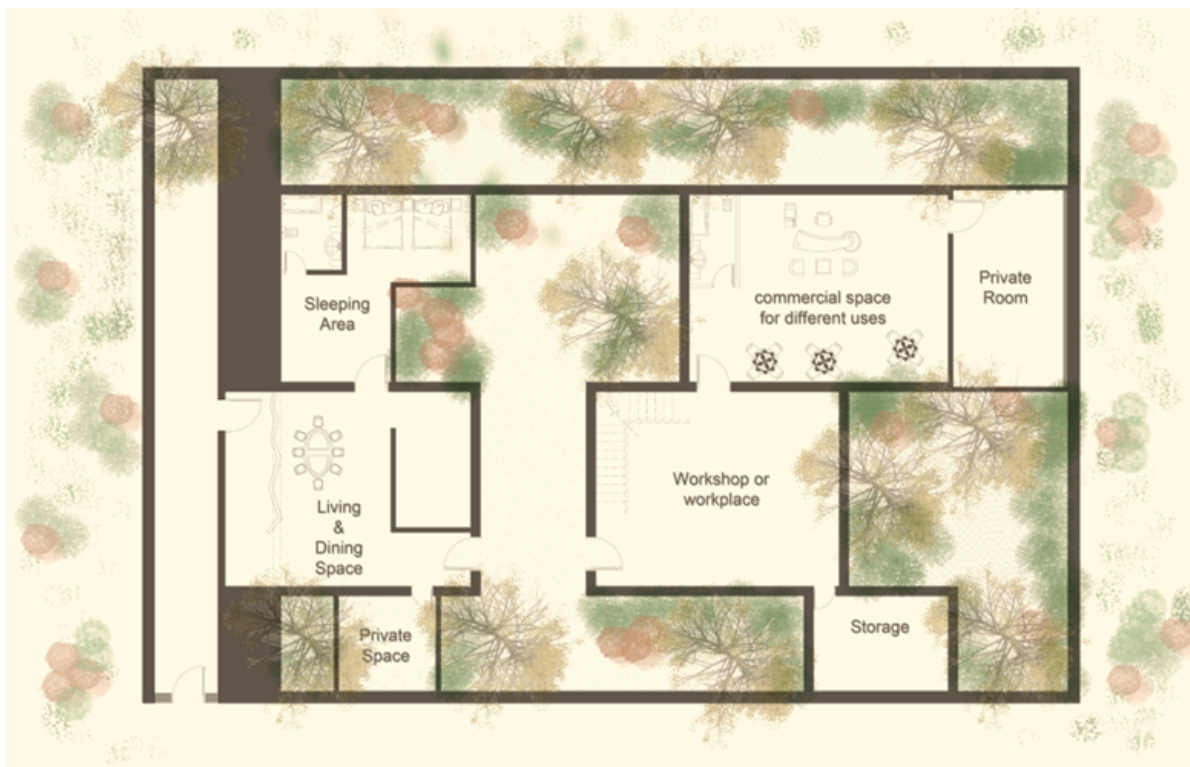 Sleeping
Area
commercial space
for different uses
Private
Room
Living
&
Dining
Space
Workshop or
workplace
Private
Space
Storage